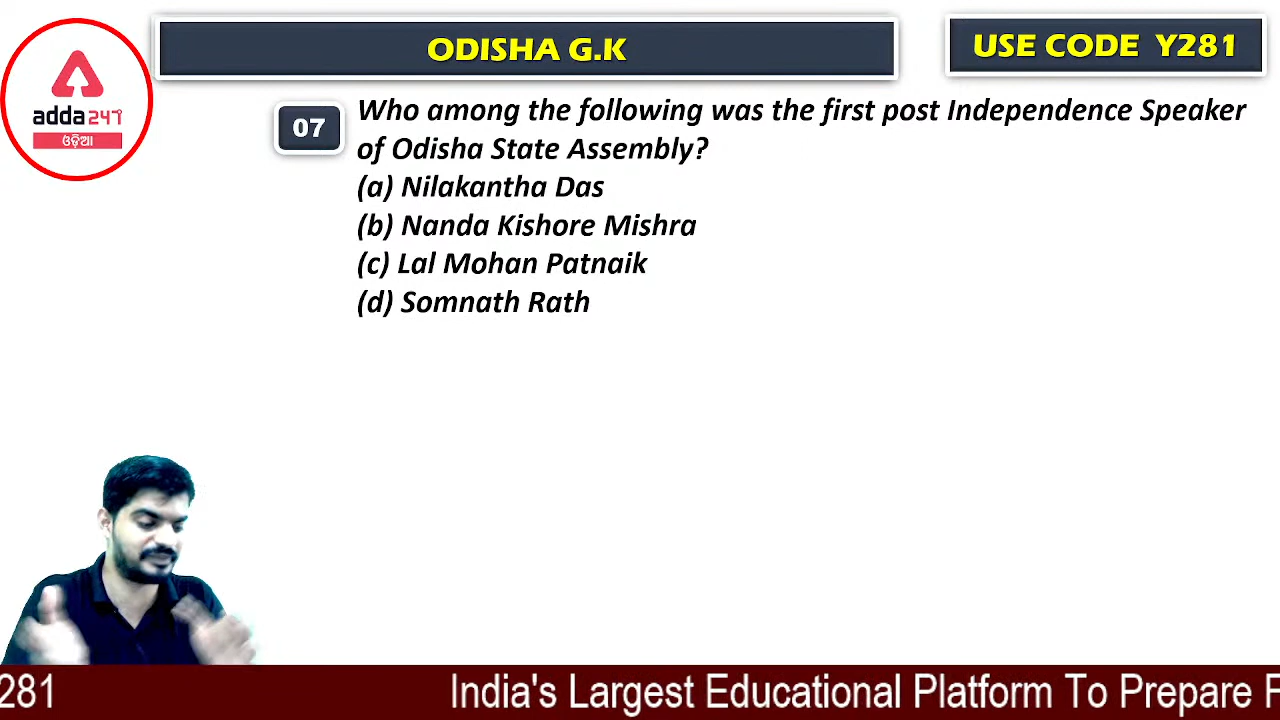 ODISHA G.K
USE CODE Y281
adda247
ଓଡ଼ିଆ
07
Who among the following was the first post Independence Speaker
of Odisha State Assembly?
(a) Nilakantha Das
(b) Nanda Kishore Mishra
(c) Lal Mohan Patnaik
(d) Somnath Rath
281
India's Largest Educational Platform To Prepare F